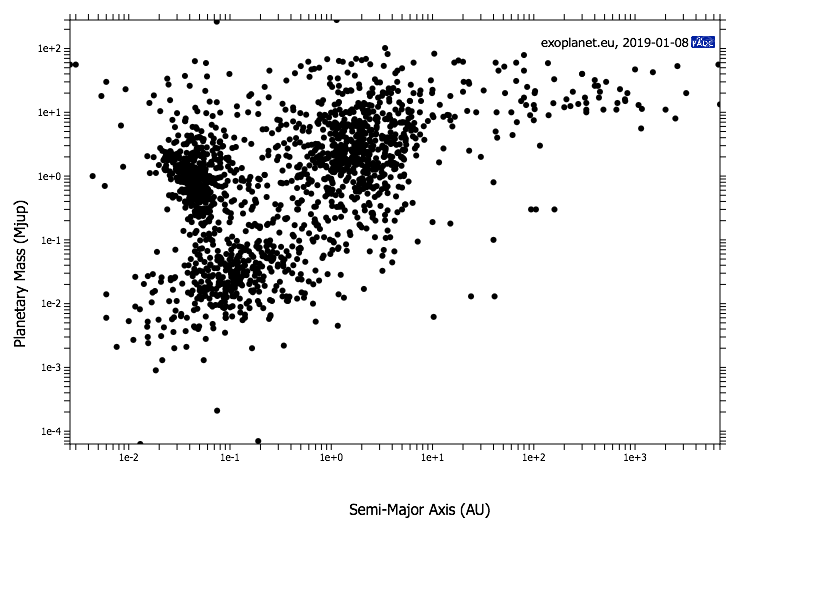 exoplanet.eu, 2019-01-08
1e+2
1e+1
1e+0
1e-1
1e-2
1e-3
1e-4
Planetary Mass (Mjup)
1e-2 1e-1 1e+0 1e+1 1e+2 1e+3
Semi-Major Axis (AU)